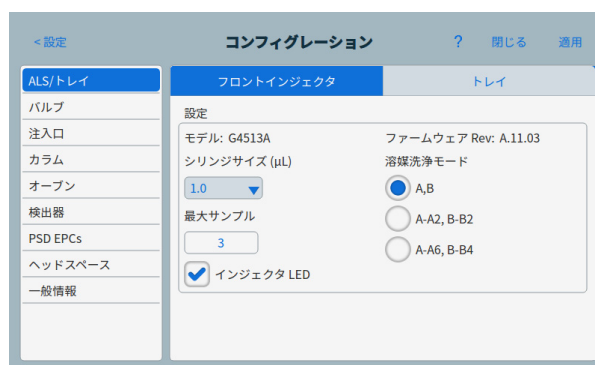 < 設定
コンフィグレーション
? 閉じる 適用
ALS/トレイ
バルブ
注入口
カラム
オーブン
検出器
PSD EPCs
ヘッドスペース
一般情報
フロントインジェクタ
トレイ
設定
モデル: G4513A
シリンジサイズ (µL)
1.0
最大サンプル
3
インジェクタ LED
ファームウェア Rev: A.11.03
溶媒洗浄モード
A,B
A-A2, B-B2
A-A6, B-B4